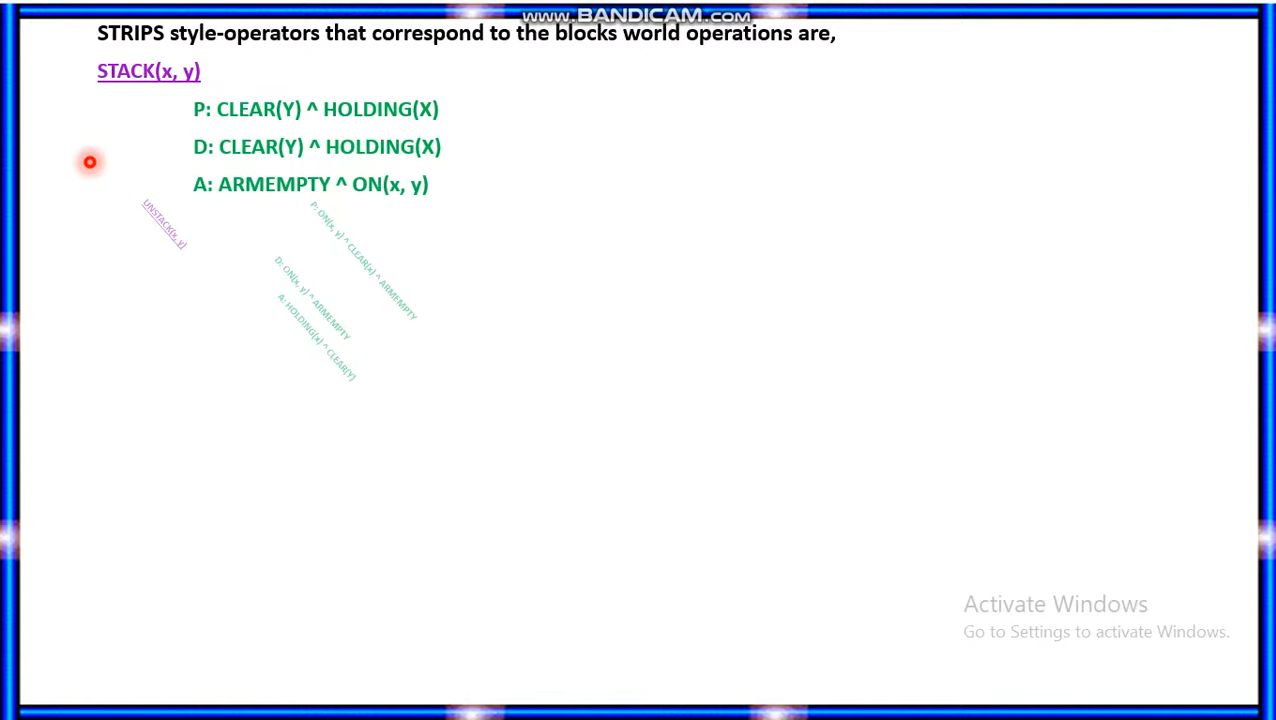 www.BANDICAM.com
STRIPS style-operators that correspond to the blocks world operations are,
STACK(x, y)
P: CLEAR(Y) ^ HOLDING(X)
D: CLEAR(Y) ^ HOLDING(X)
A: ARMEMPTY ^ ON(x, y)
UNSTACK(x, y)
P: ON(x, y) ^ CLEAR(x) ^ ARMEMPTY
D: ON(x, y) ^ ARMEMPTY
A: HOLDING(x) ^ CLEAR(Y)
Activate Windows
Go to Settings to activate Windows.